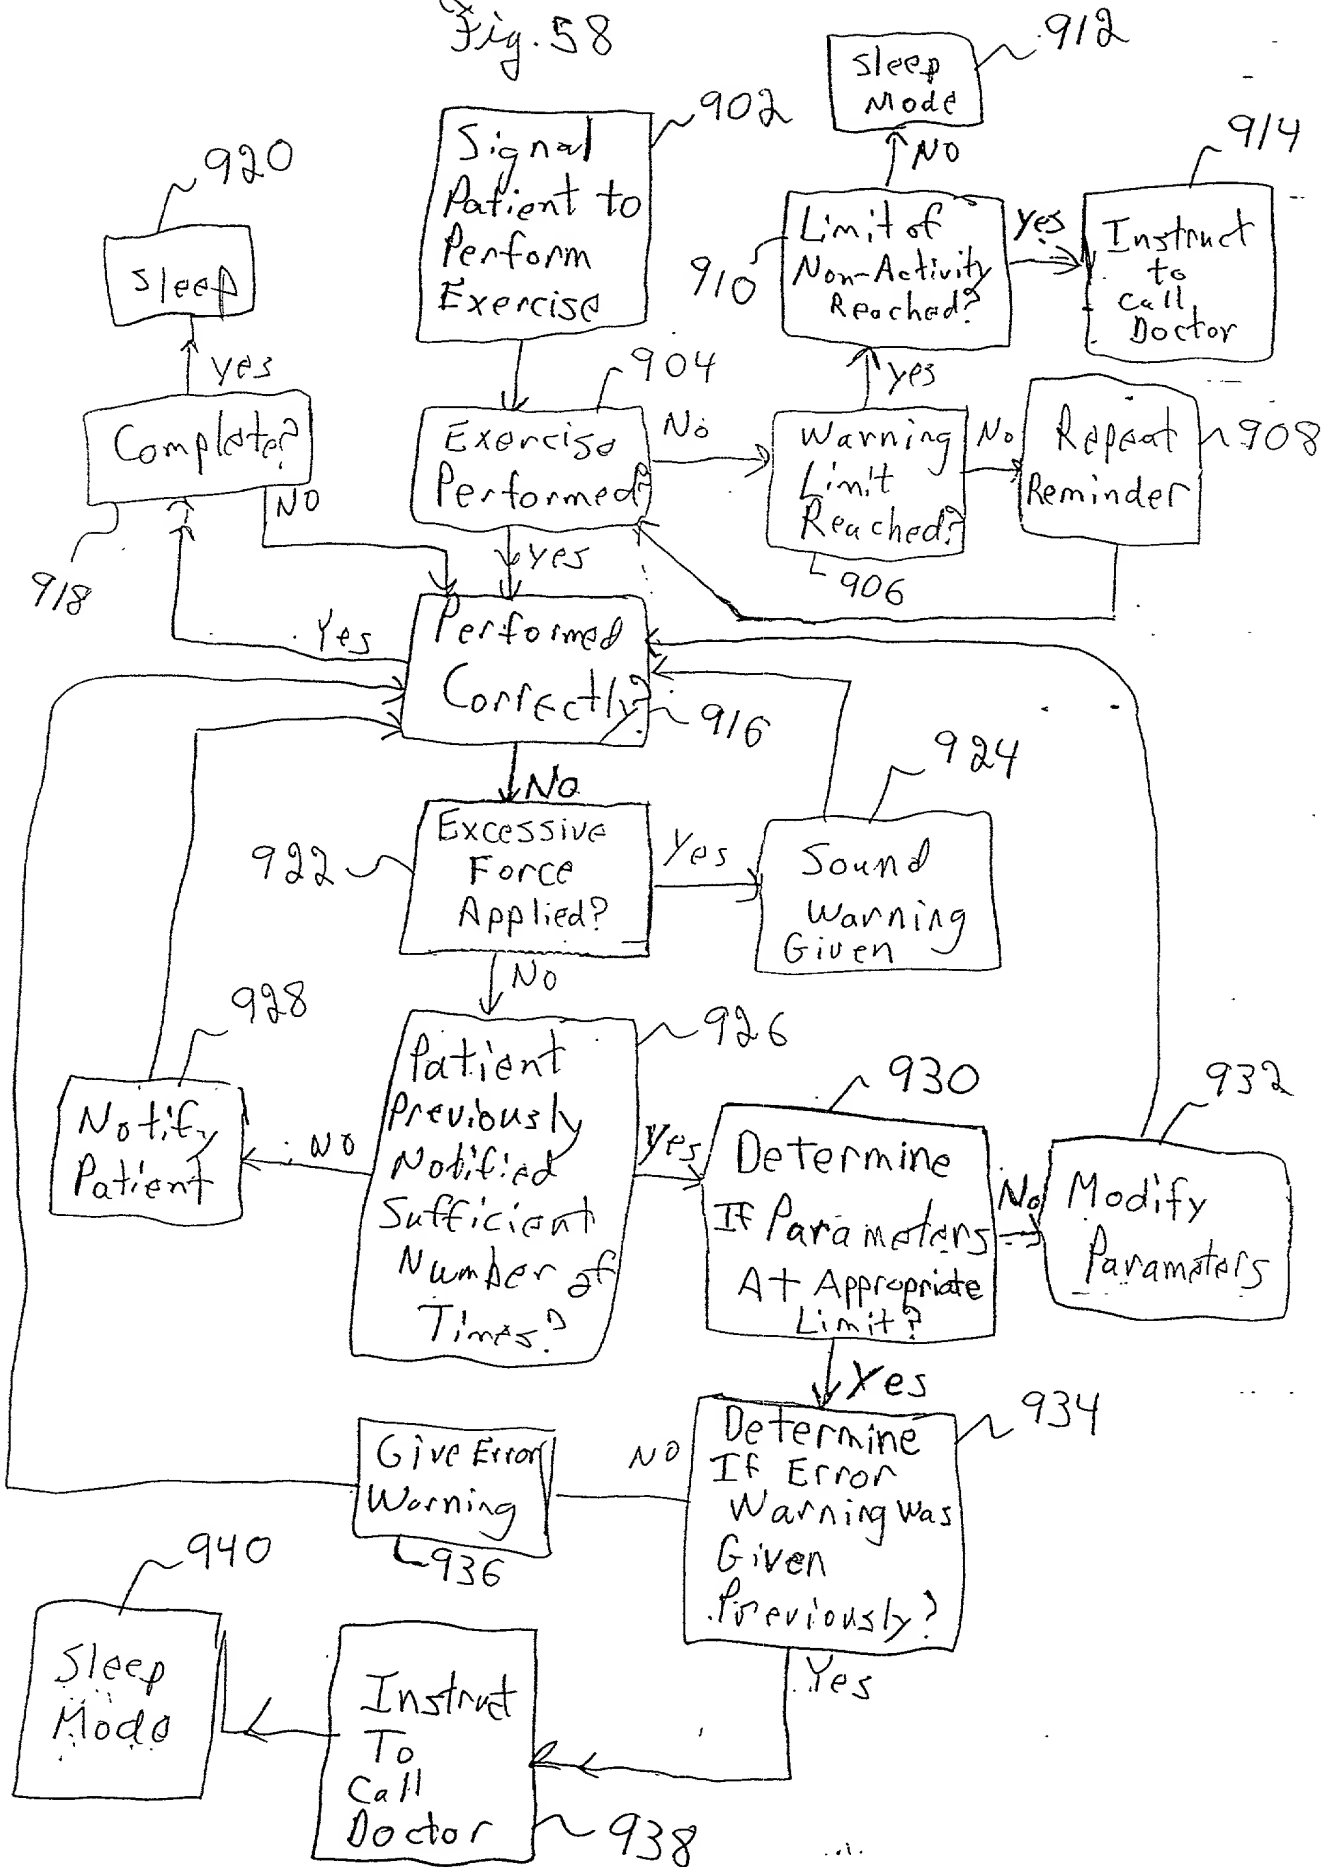 Fig. 58
912
Sleep
Mode
902
Signal
Patient to
Perform
Exercise
920
Sleep
NO
914
910
Limit of
Non-Activity
Reached?
yes
Instruct
to
Call
Doctor
yes
Complete?
NO
918
904
Exercise
Performed?
No
yes
Warning
Limit
Reached?
906
No
Repeat
Reminder
908
yes
Yes
Performed
Correctly?
916
No
922
Excessive
Force
Applied?
Yes
924
Sound
Warning
Given
No
928
Notify
Patient
NO
926
Patient
Previously
Notified
Sufficient
Number of
Times?
Yes
930
Determine
If Parameters
At Appropriate
Limit?
No
932
Modify
Parameters
Yes
934
Determine
If Error
Warning was
Given
Previously?
NO
Give Error
Warning
936
Yes
940
Sleep
Mode
Instruct
To
Call
Doctor
938